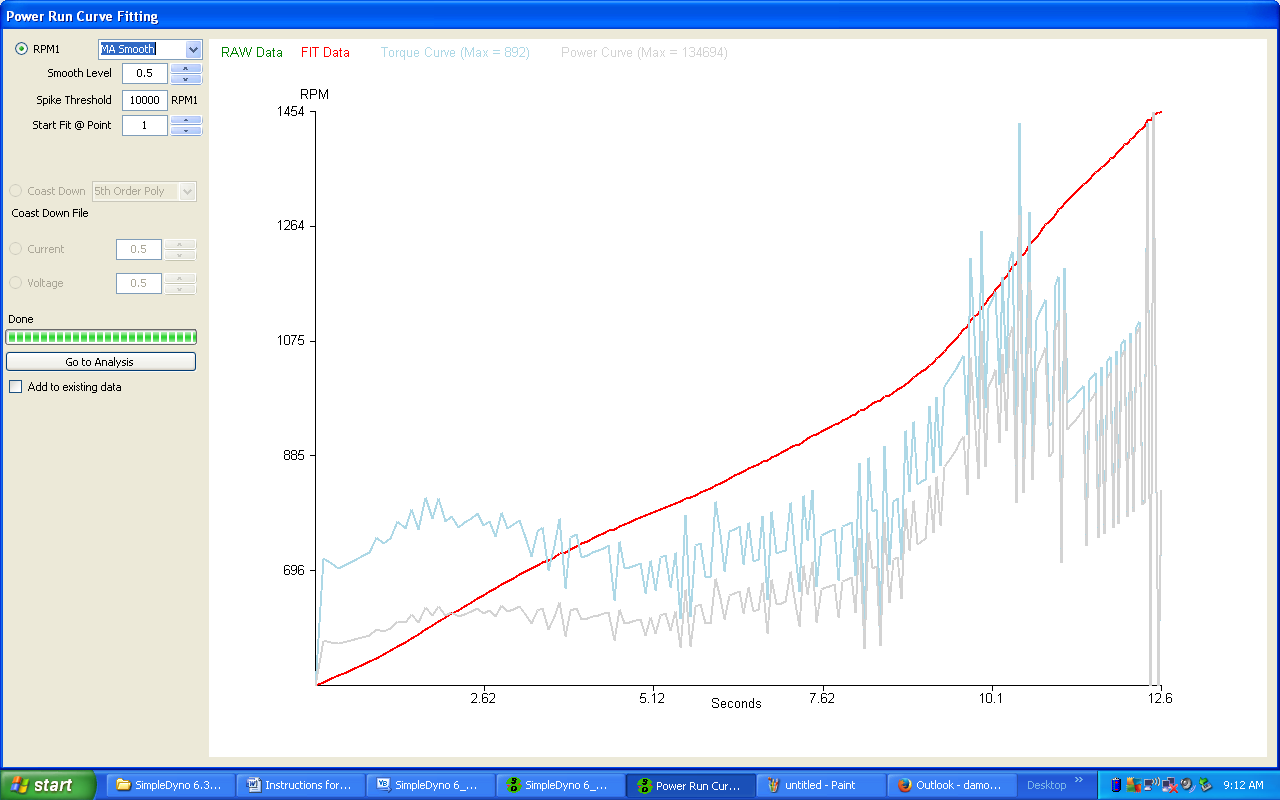 Power Run Curve Fitting
RPM1 MA Smooth
Smooth Level 0.5
Spike Threshold 10000 RPM1
Start Fit @ Point 1
Coast Down 5th Order Poly
Coast Down File
Current 0.5
Voltage 0.5
Done
Go to Analysis
Add to existing data
RAW Data FIT Data Torque Curve (Max = 892) Power Curve (Max = 134694)
RPM
1454
1264
1075
885
696
2.62 5.12 7.62 10.1 12.6
Seconds
start SimpleDyno 6.3... Instructions for... SimpleDyno 6_... SimpleDyno 6_... Power Run Cur... untitled - Paint Outlook - damo... Desktop » 9:12 AM